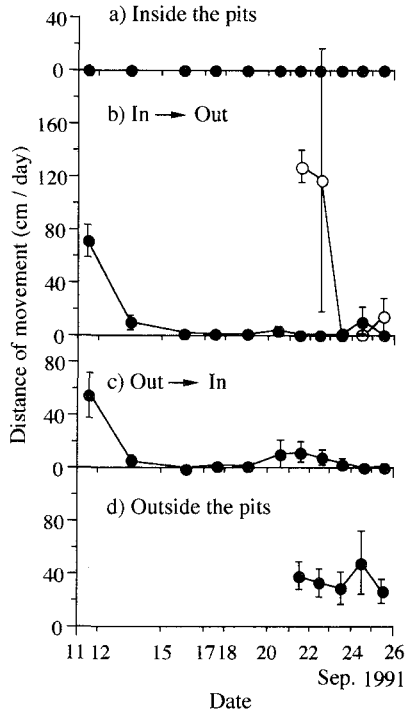 a) Inside the pits
40
0
b) In → Out
160
120
80
40
0
c) Out → In
80
40
0
d) Outside the pits
80
40
0
Distance of movement (cm / day)
11 12 15 17 18 20 22 24 26
Sep. 1991
Date